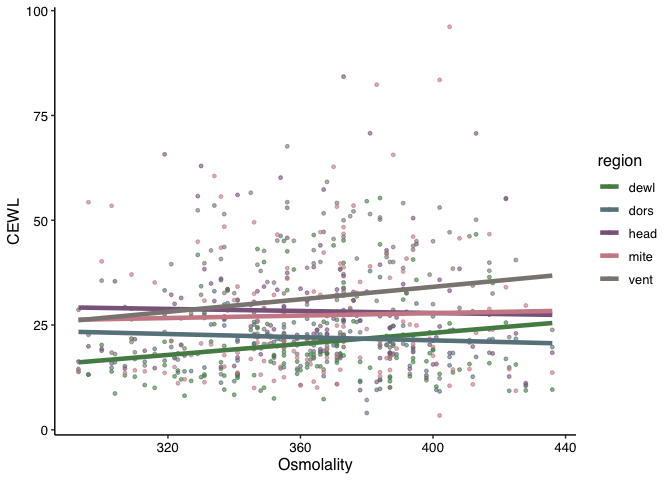 100
75
50
25
0
CEWL
320
360
400
440
Osmolality
region
dewl
dors
head
mite
vent